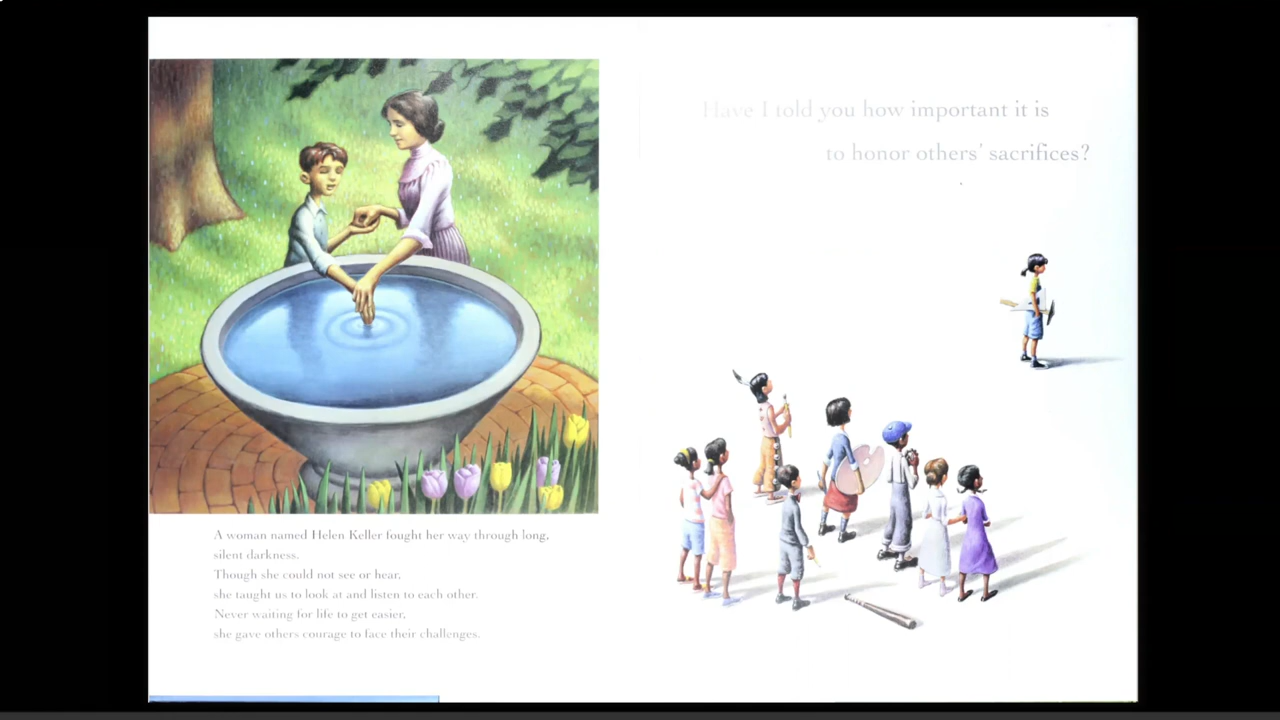 A woman named Helen Keller fought her way through long,
silent darkness.
Though she could not see or hear,
she taught us to look at and listen to each other.
Never waiting for life to get easier,
she gave others courage to face their challenges.
Have I told you how important it is
to honor others' sacrifices?